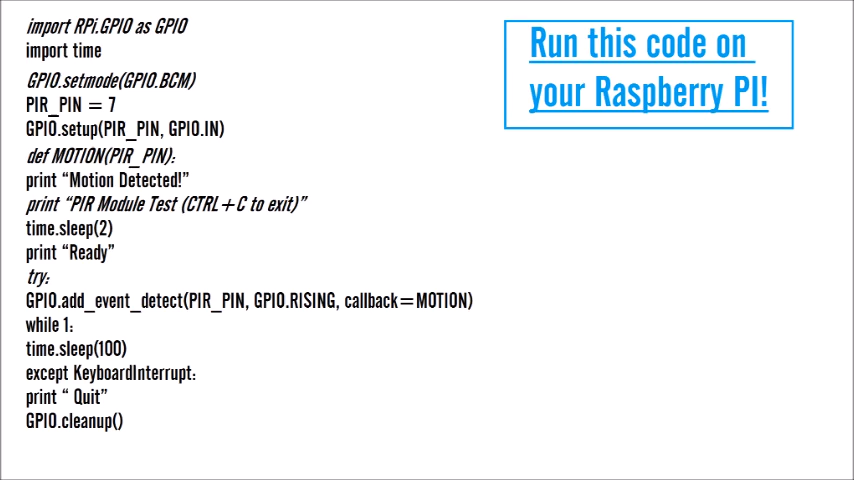 import RPi.GPIO as GPIO
import time
GPIO.setmode(GPIO.BCM)
PIR_PIN = 7
GPIO.setup(PIR_PIN, GPIO.IN)
def MOTION(PIR_PIN):
print “Motion Detected!”
print “PIR Module Test (CTRL+C to exit)”
time.sleep(2)
print “Ready”
try:
GPIO.add_event_detect(PIR_PIN, GPIO.RISING, callback=MOTION)
while 1:
time.sleep(100)
except KeyboardInterrupt:
print “ Quit”
GPIO.cleanup()
Run this code on
your Raspberry PI!